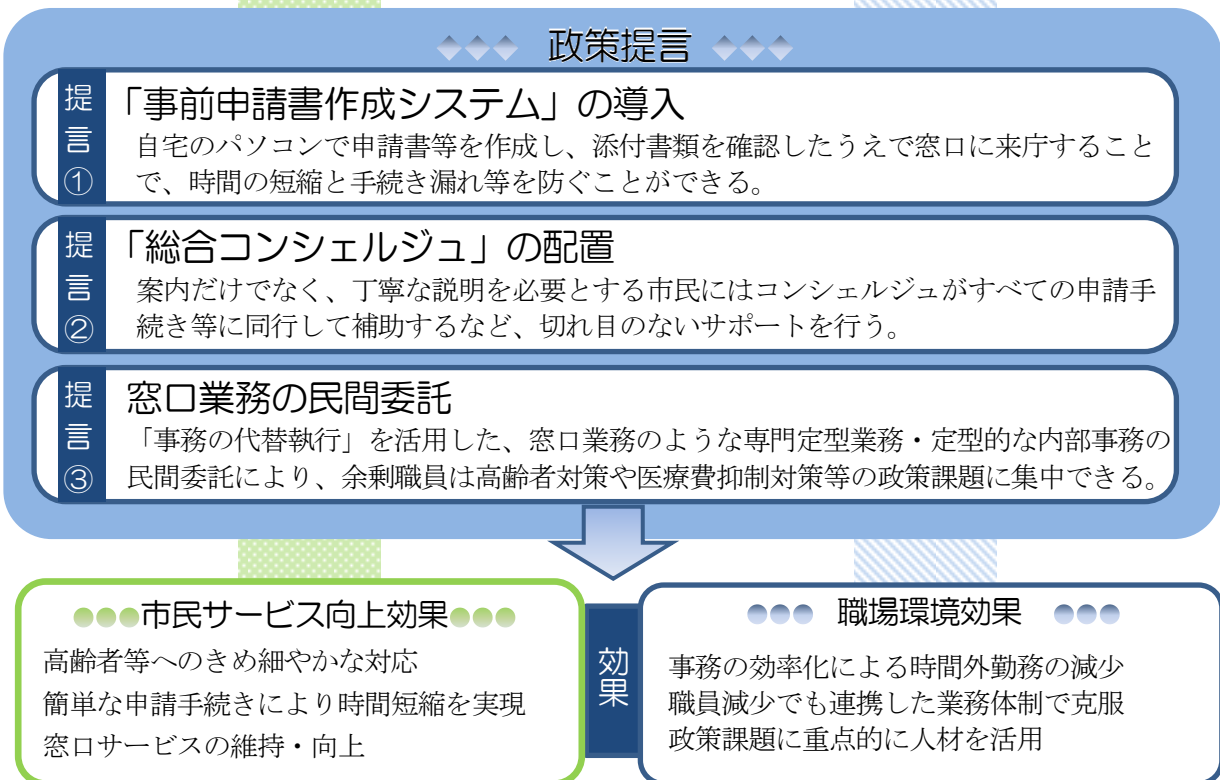 政策提言
提言①
「事前申請書作成システム」の導入
自宅のパソコンで申請書等を作成し、添付書類を確認したうえで窓口に来庁すること
で、時間の短縮と手続き漏れ等を防ぐことができる。
提言②
「総合コンシェルジュ」の配置
案内だけでなく、丁寧な説明を必要とする市民にはコンシェルジュがすべての申請手
続き等に同行して補助するなど、切れ目のないサポートを行う。
提言③
窓口業務の民間委託
「事務の代替執行」を活用した、窓口業務のような専門定型業務・定型的な内部事務の
民間委託により、余剰職員は高齢者対策や医療費抑制対策等の政策課題に集中できる。
市民サービス向上効果
高齢者等へのきめ細やかな対応
簡単な申請手続きにより時間短縮を実現
窓口サービスの維持・向上
効果
職場環境効果
事務の効率化による時間外勤務の減少
職員減少でも連携した業務体制で克服
政策課題に重点的に人材を活用